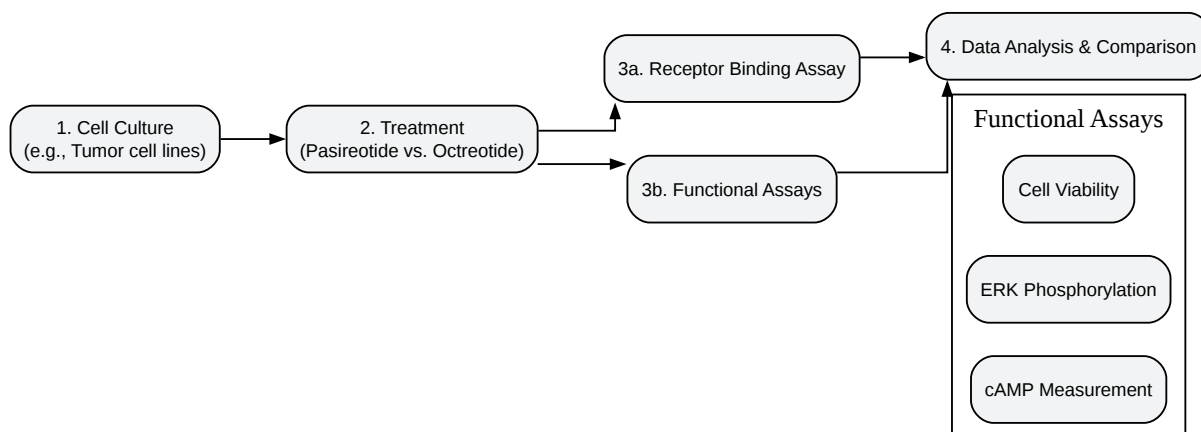 1. Cell Culture
(e.g., Tumor cell lines)
2. Treatment
(Pasireotide vs. Octreotide)
3a. Receptor Binding Assay
3b. Functional Assays
4. Data Analysis & Comparison
Functional Assays
Cell Viability
ERK Phosphorylation
cAMP Measurement